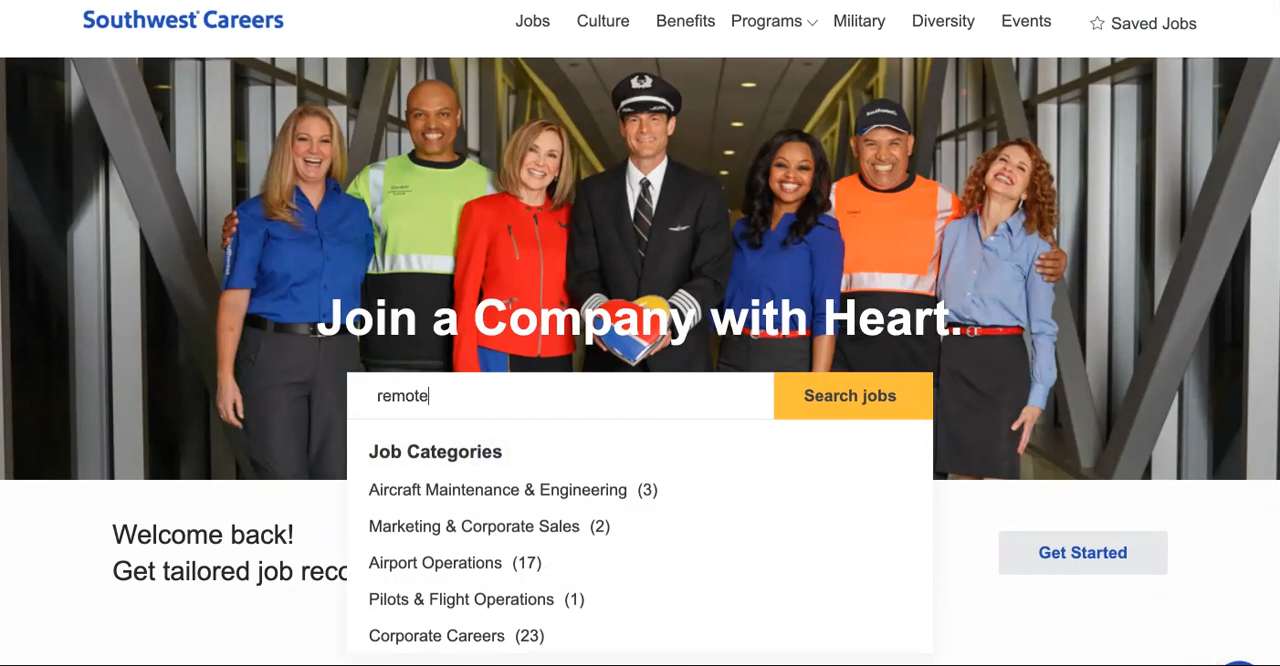 Southwest Careers
Jobs Culture Benefits Programs Military Diversity Events Saved Jobs
Join a Company with Heart.
remote
Search jobs
Job Categories
Aircraft Maintenance & Engineering (3)
Marketing & Corporate Sales (2)
Airport Operations (17)
Pilots & Flight Operations (1)
Corporate Careers (23)
Welcome back!
Get tailored job reco
Get Started